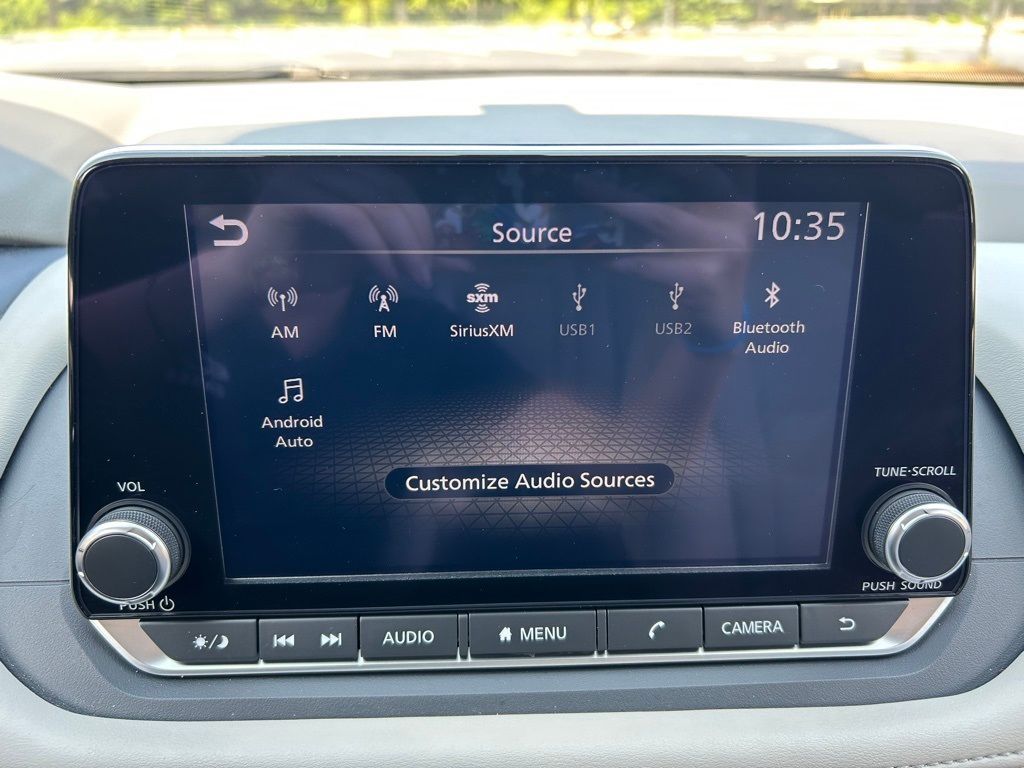 Source
10:35
AM
FM
sxm
SiriusXM
USB1
USB2
Bluetooth
Audio
Android
Auto
Customize Audio Sources
VOL
PUSH
TUNE·SCROLL
PUSH SOUND
AUDIO
MENU
CAMERA